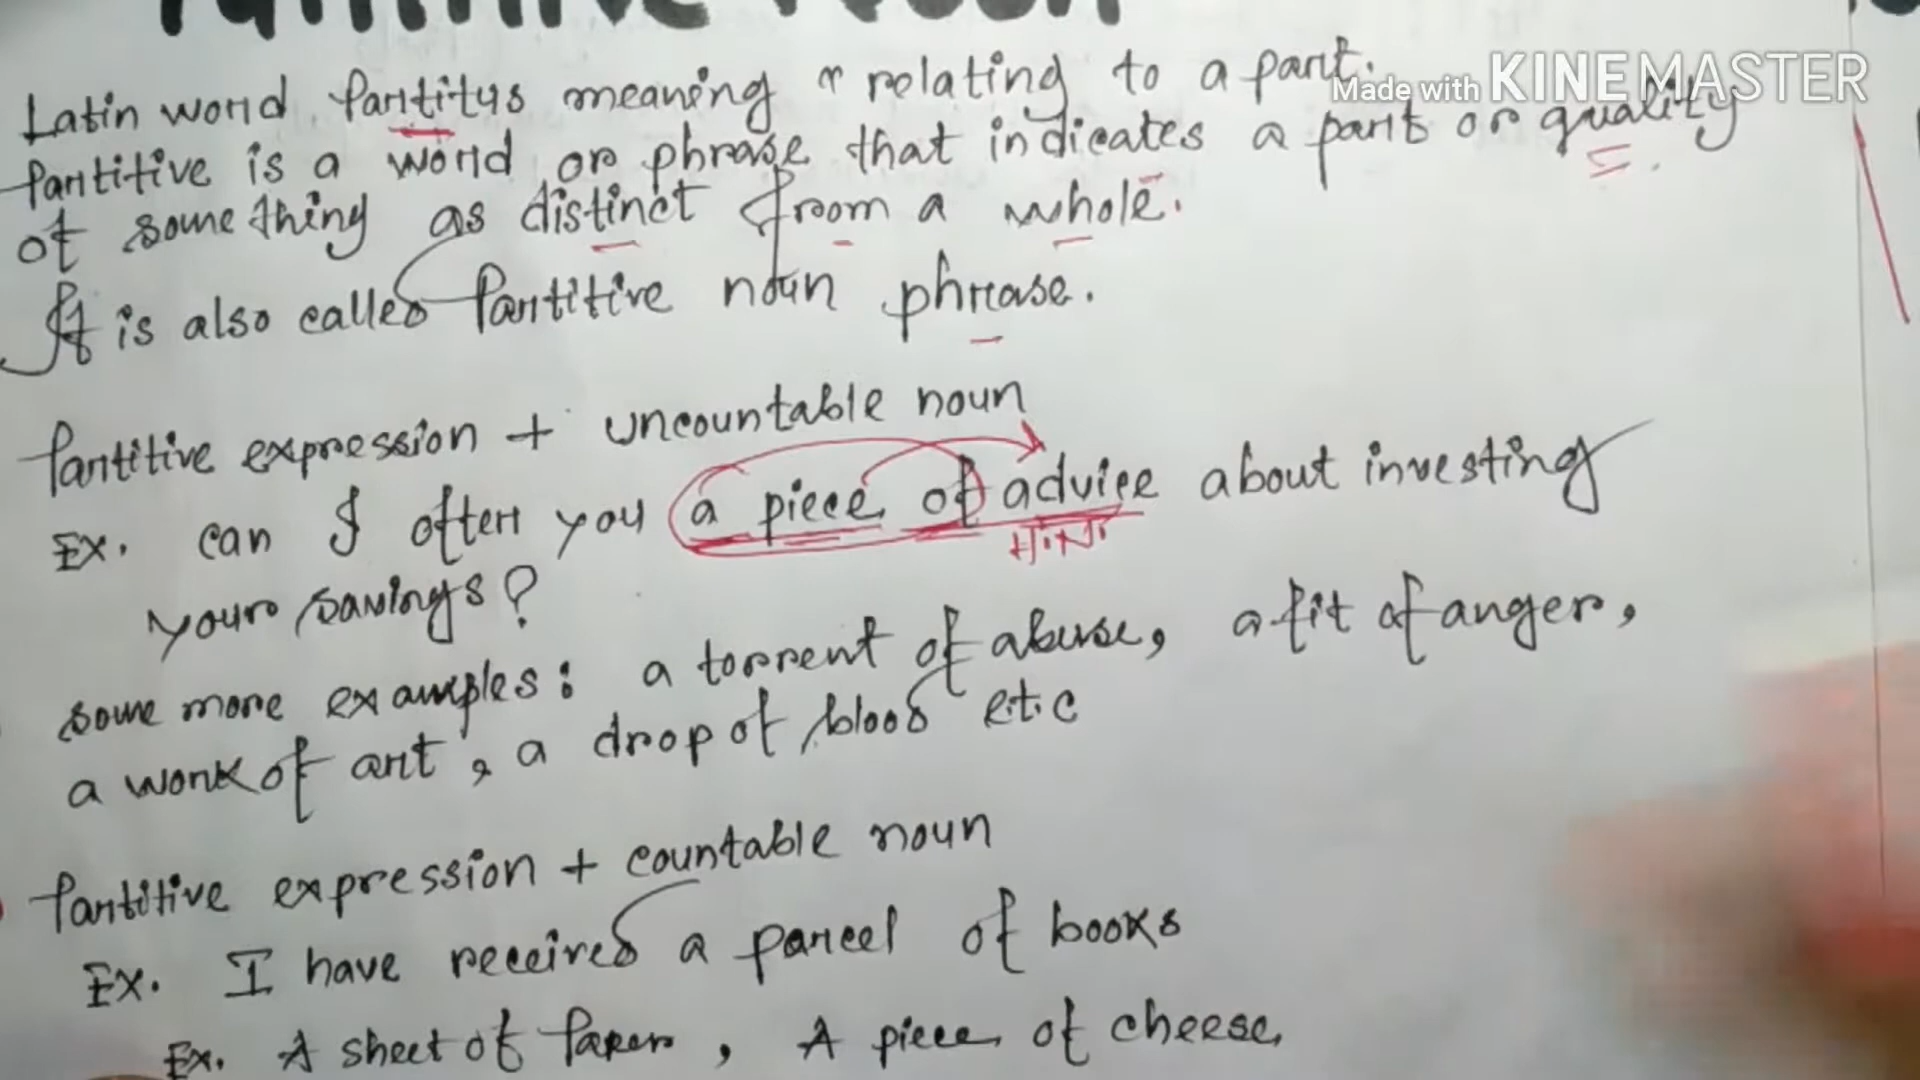 Partitive Noun
Made with KINEMASTER
Latin word Partitus meaning relating to a part.
Partitive is a word or phrase that indicates a part or quality
of something as distinct from a whole.
It is also called Partitive noun phrase.
Partitive expression + uncountable noun
Ex. can I offer you a piece of advice about investing
your savings?
some more examples: a torrent of abuse, a fit of anger,
a work of art, a drop of blood etc
Partitive expression + countable noun
Ex. I have received a parcel of books
Ex. A sheet of Paper, A piece of cheese